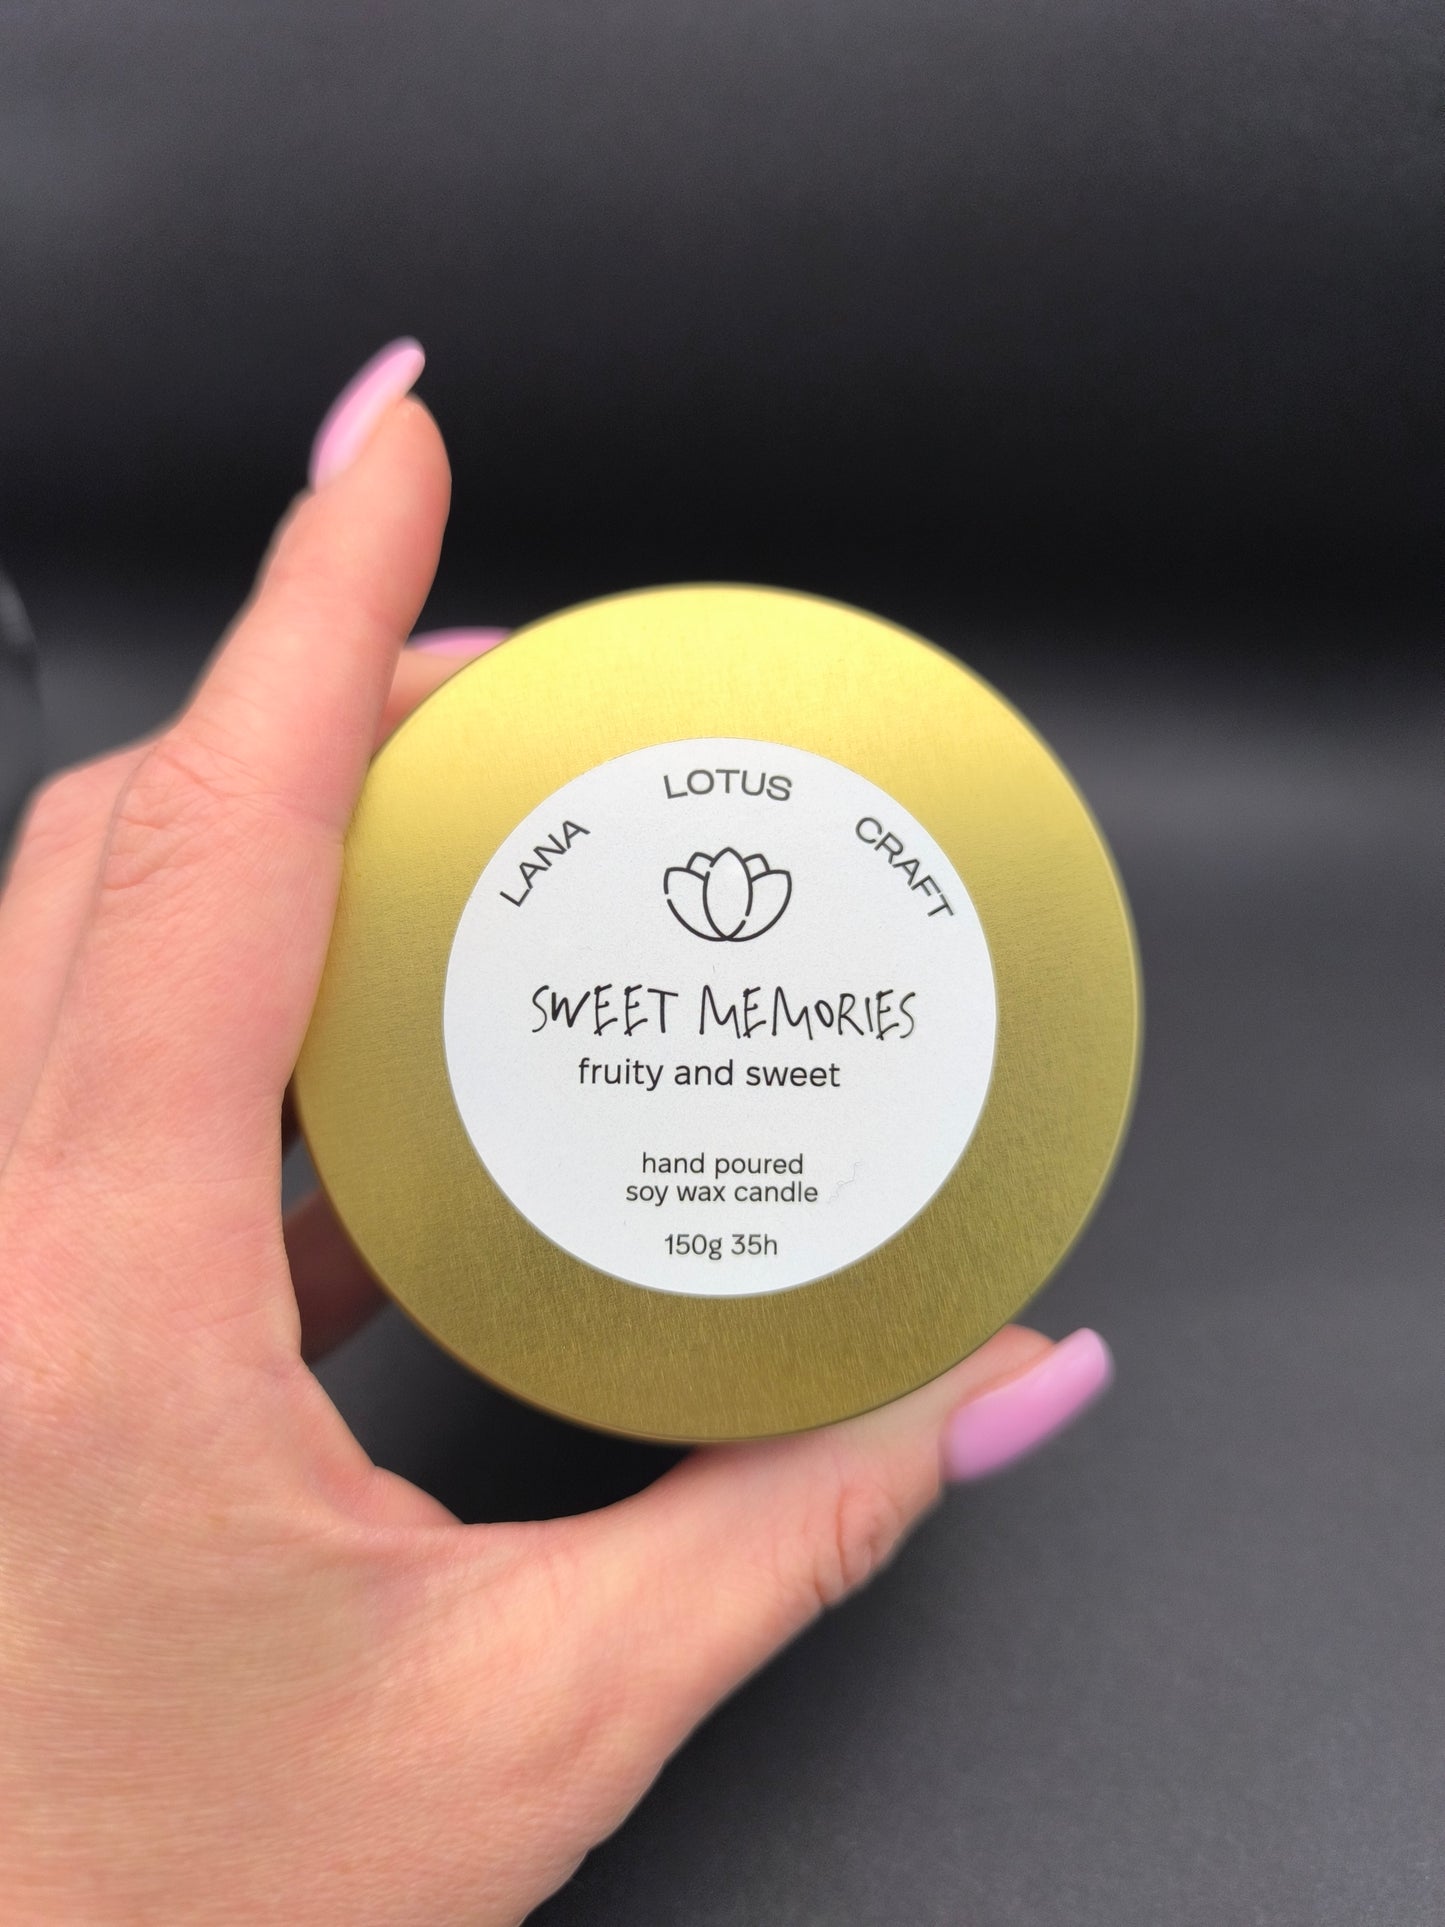 LANA LOTUS CRAFT
SWEET MEMORIES
fruity and sweet
hand poured
soy wax candle
150g 35h